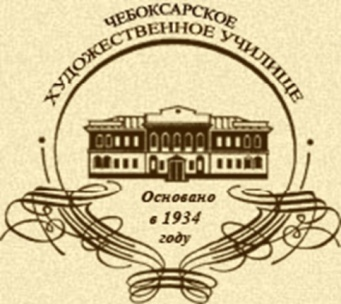 ЧЕБОКСАРСКОЕ
ХУДОЖЕСТВЕННОЕ УЧИЛИЩЕ
Основано
в 1934
году